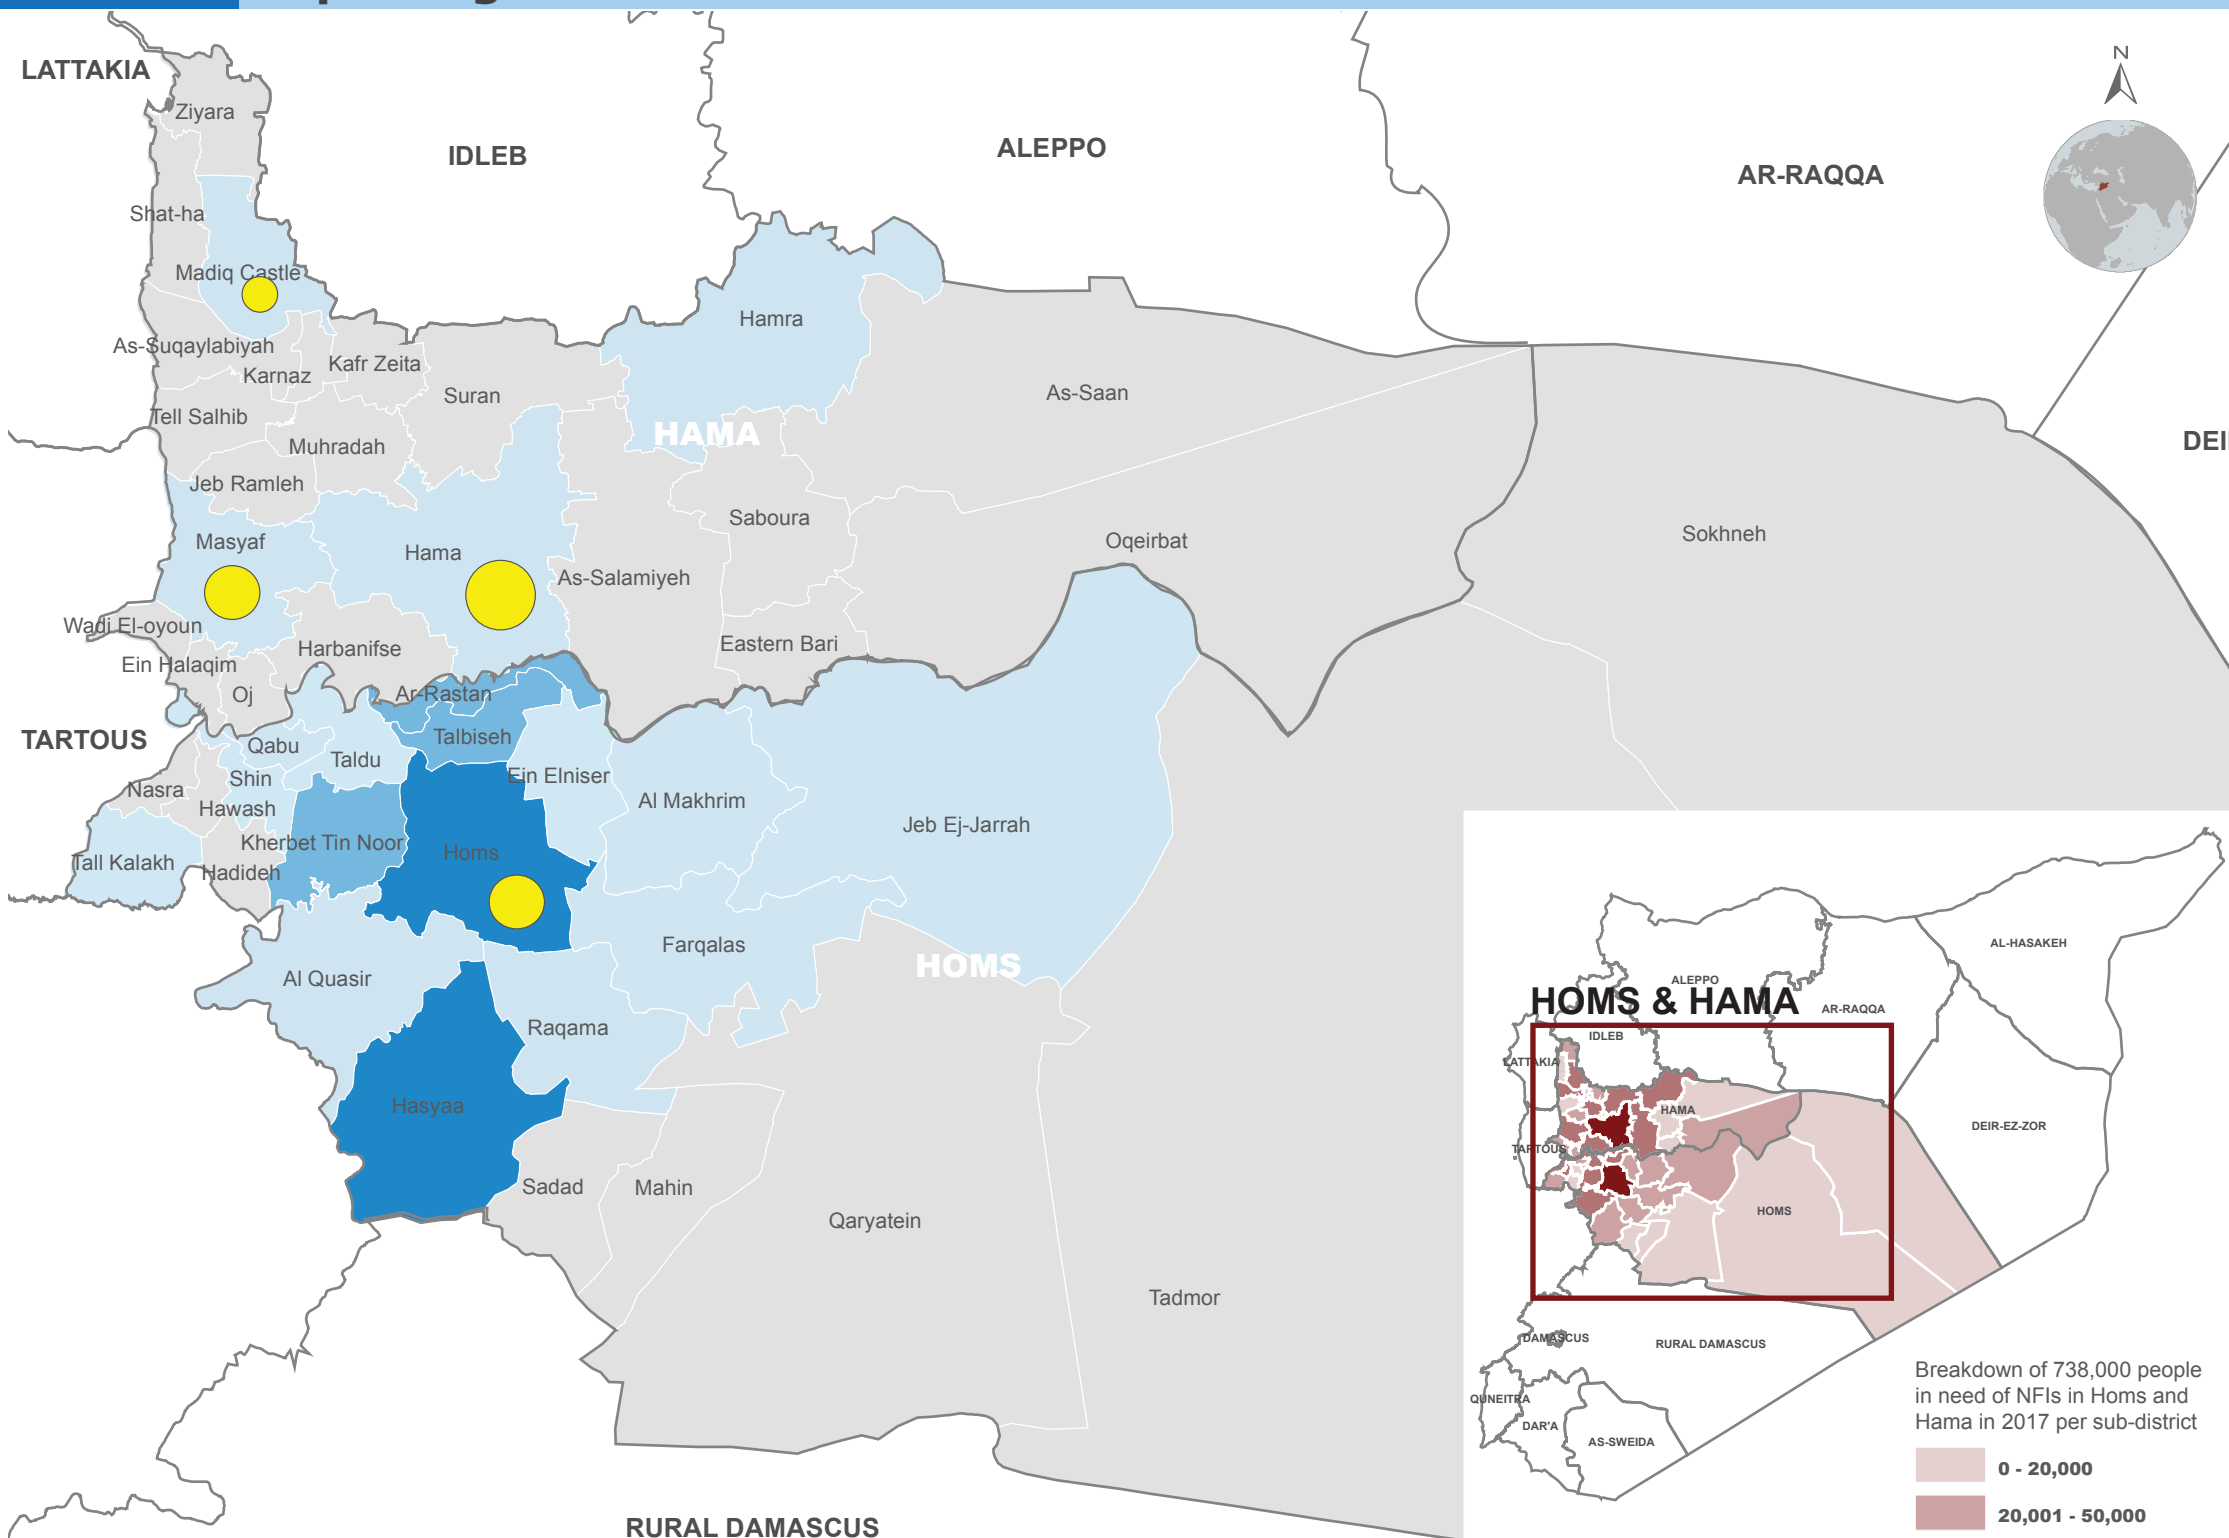 N
LATTAKIA
IDLEB
ALEPPO
AR-RAQQA
Ziyara
Shat-ha
Madiq Castle
Hamra
As-Suqaylabiyah
Karnaz
Kafr Zeita
Suran
As-Saan
Tell Salhib
Muhradah
HAMA
Jeb Ramleh
Saboura
Sokhneh
Masyaf
Hama
Oqeirbat
As-Salamiyeh
Wadi El-oyoun
Harbanifse
Eastern Bari
Ein Halaqim
Oj
Ar-Rastan
TARTOUS
Qabu
Taldu
Talbiseh
Shin
Ein Elniser
Nasra
Hawash
Al Makhrim
Jeb Ej-Jarrah
Kherbet Tin Noor
Homs
Tall Kalakh
Hadideh
Farqalas
HOMS
Al Quasir
Raqama
Hasyaa
Sadad
Mahin
Qaryatein
Tadmor
RURAL DAMASCUS
AL-HASAKEH
ALEPPO
HOMS & HAMA
AR-RAQQA
IDLEB
LATTAKIA
HAMA
DEIR-EZ-ZOR
TARTOUS
HOMS
DAMASCUS
RURAL DAMASCUS
QUNEITRA
DAR'A
AS-SWEIDA
Breakdown of 738,000 people
in need of NFIs in Homs and
Hama in 2017 per sub-district
0 - 20,000
20,001 - 50,000